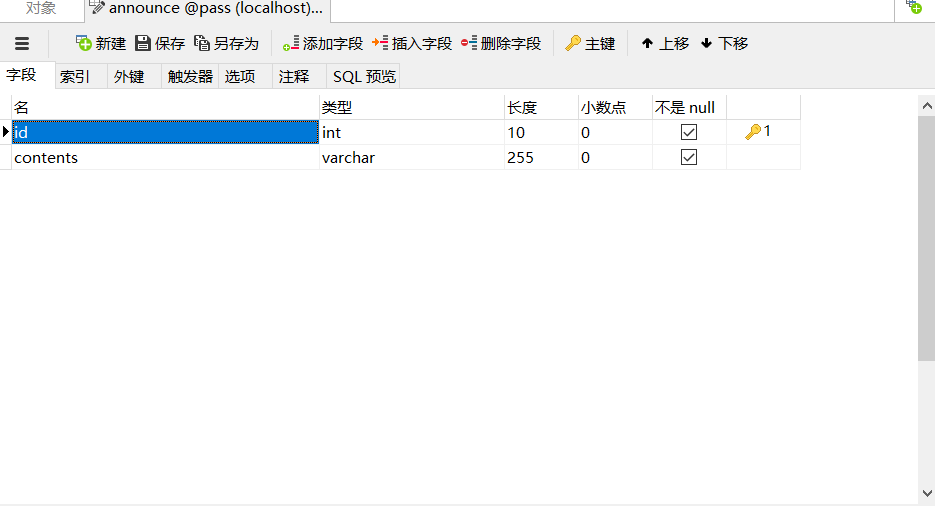 对象 announce @pass (localhost)...
新建 保存 另存为 添加字段 插入字段 删除字段 主键 上移 下移
字段 索引 外键 触发器 选项 注释 SQL 预览
名 类型 长度 小数点 不是 null
id int 10 0 1
contents varchar 255 0